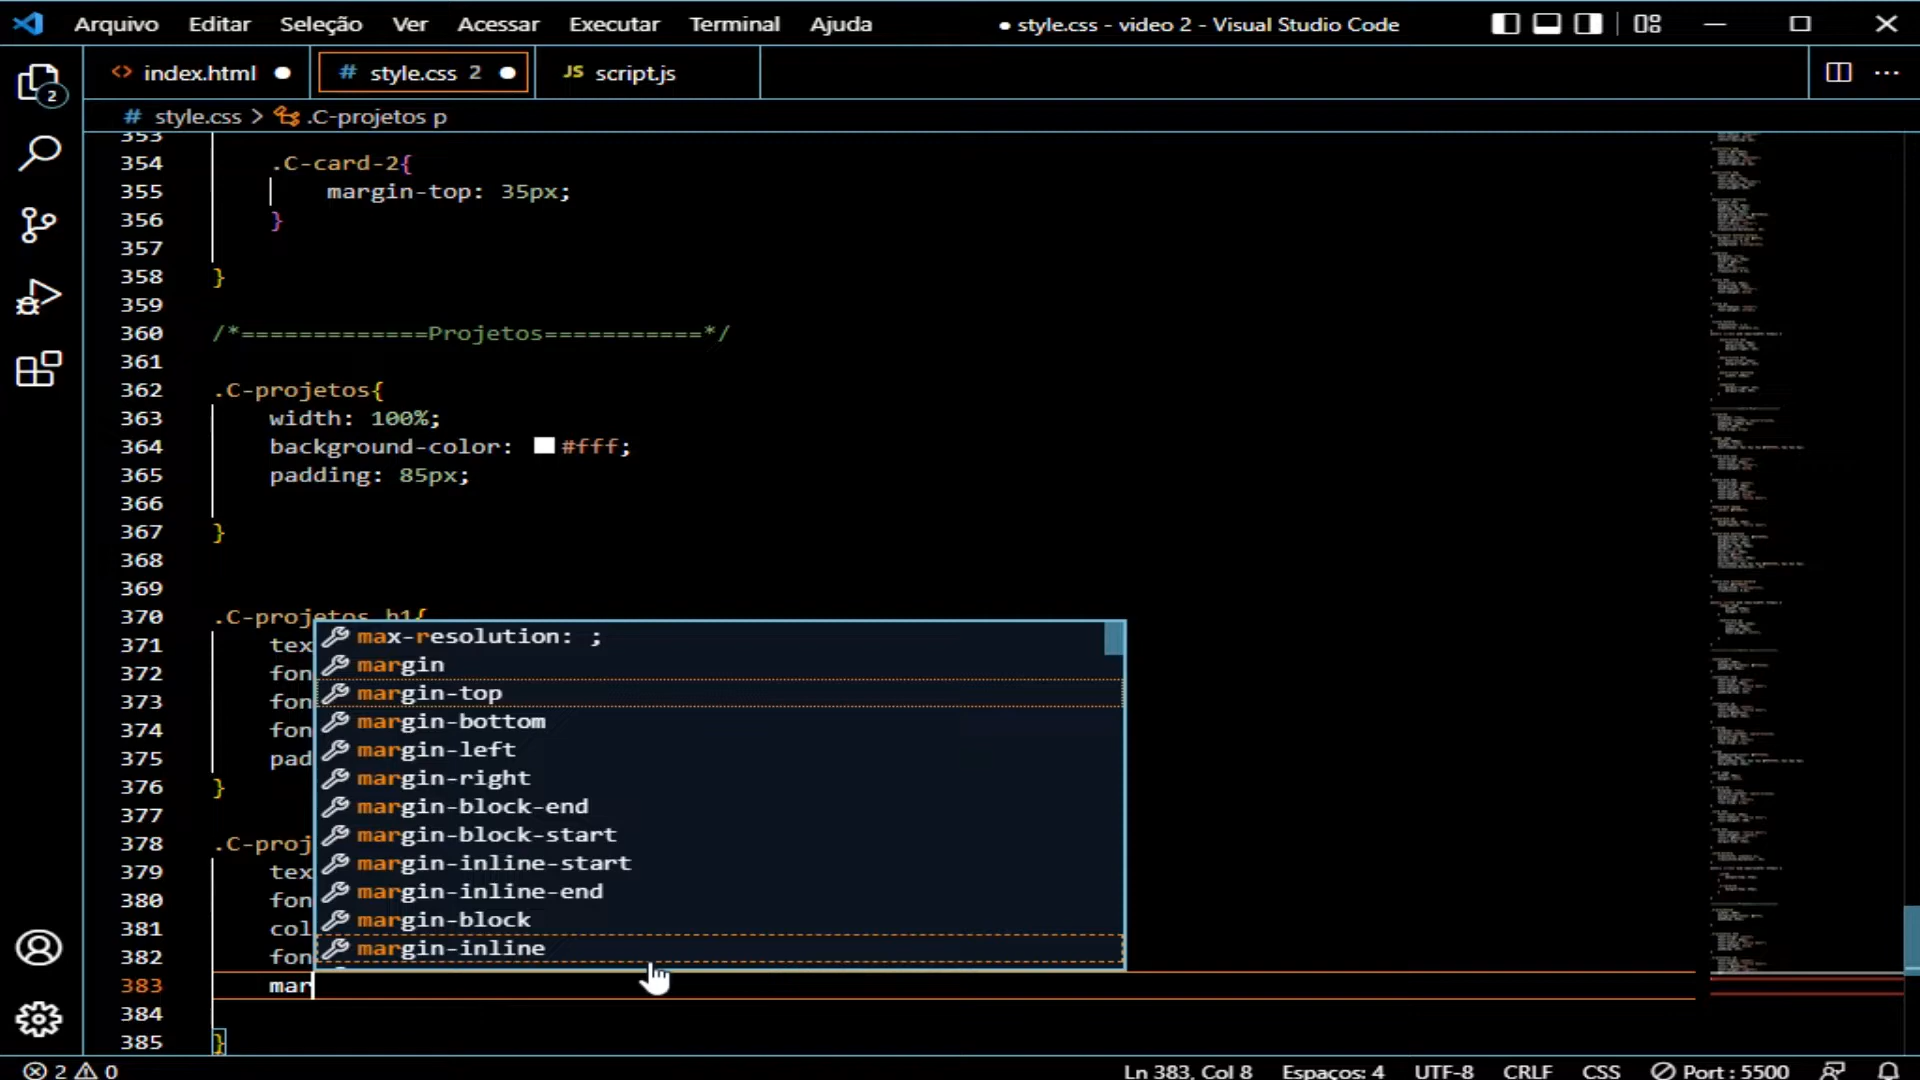 Arquivo Editar Seleção Ver Acessar Executar Terminal Ajuda ● style.css - video 2 - Visual Studio Code
<> index.html ● # style.css 2 ● JS script.js ...
2
# style.css > .C-projetos p
353
354 .C-card-2{
355 margin-top: 35px;
356 }
357
358 }
359
360 /*=============Projetos===========*/
361
362 .C-projetos{
363 width: 100%;
364 background-color: #fff;
365 padding: 85px;
366
367 }
368
369
370 .C-projetos h1{
371 tex
372 fon
373 fon
374 fon
375 pad
376 }
377
378 .C-proj
379 tex
380 fon
381 col
382 fon
383 mar
384
385 }
max-resolution: ;
margin
margin-top
margin-bottom
margin-left
margin-right
margin-block-end
margin-block-start
margin-inline-start
margin-inline-end
margin-block
margin-inline
2 0 Ln 383, Col 8 Espaços: 4 UTF-8 CRLF CSS Port : 5500